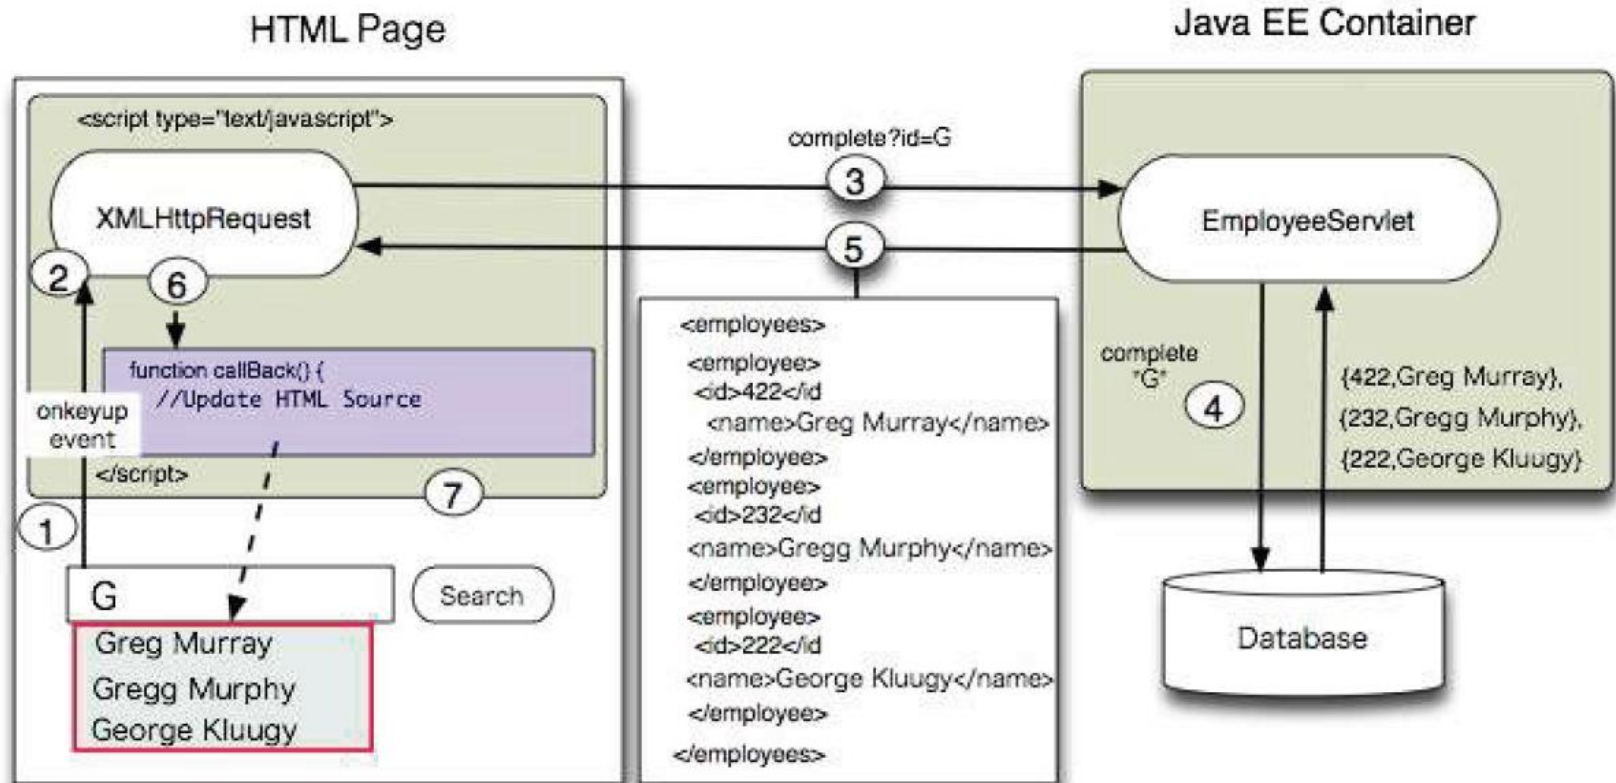 HTML Page
Java EE Container
<script type="text/javascript">
complete?id=G
3
XMLHttpRequest
EmployeeServlet
5
2
6
function callBack() {
//Update HTML Source
onkeyup
event
</script>
7
1
G
Search
Greg Murray
Gregg Murphy
George Kluugy
<employees>
<employee>
<id>422</id
<name>Greg Murray</name>
</employee>
<employee>
<id>232</id
<name>Gregg Murphy</name>
</employee>
<employee>
<id>222</id
<name>George Kluugy</name>
</employee>
</employees>
complete
"G"
4
{422,Greg Murray},
{232,Gregg Murphy},
{222,George Kluugy}
Database